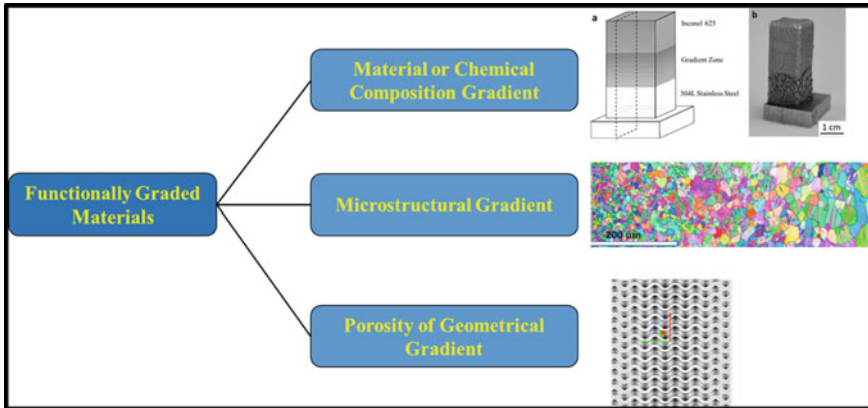 Functionally Graded
Materials
Material or Chemical
Composition Gradient
a
Inconel 625
Gradient Zone
304L Stainless Steel
b
1 cm
Microstructural Gradient
200 um
Porosity of Geometrical
Gradient